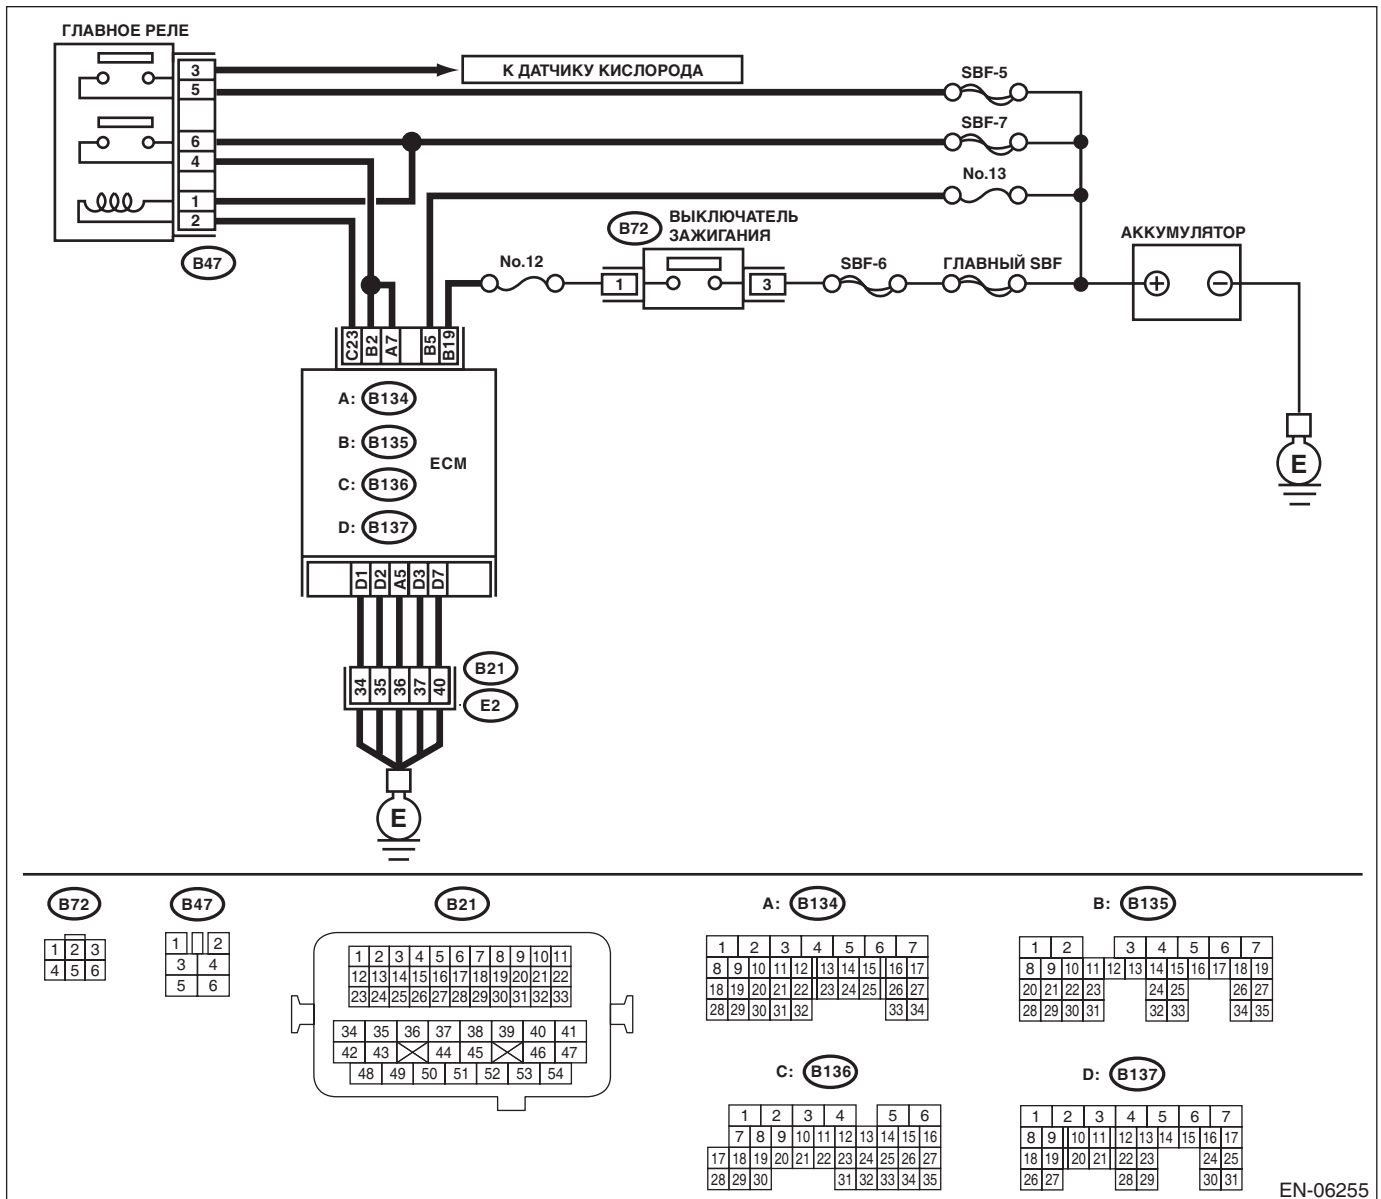 ГЛАВНОЕ РЕЛЕ
3
К ДАТЧИКУ КИСЛОРОДА
5
SBF-5
6
SBF-7
4
1
No.13
2
B47
B72
ВЫКЛЮЧАТЕЛЬ
ЗАЖИГАНИЯ
АККУМУЛЯТОР
No.12
1
3
SBF-6
ГЛАВНЫЙ SBF
+
−
E
C23 B2 A7 B5 B19
A: B134
B: B135
ECM
C: B136
D: B137
D1 D2 A5 D3 D7
34 35 36 37 40
B21
E2
E
B72
1 2 3
4 5 6
B47
1 2
3 4
5 6
B21
1 2 3 4 5 6 7 8 9 10 11
12 13 14 15 16 17 18 19 20 21 22
23 24 25 26 27 28 29 30 31 32 33
34 35 36 37 38 39 40 41
42 43 44 45 46 47
48 49 50 51 52 53 54
A: B134
1 2 3 4 5 6 7
8 9 10 11 12 13 14 15 16 17
18 19 20 21 22 23 24 25 26 27
28 29 30 31 32 33 34
B: B135
1 2 3 4 5 6 7
8 9 10 11 12 13 14 15 16 17 18 19
20 21 22 23 24 25 26 27
28 29 30 31 32 33 34 35
C: B136
1 2 3 4 5 6
7 8 9 10 11 12 13 14 15 16
17 18 19 20 21 22 23 24 25 26 27
28 29 30 31 32 33 34 35
D: B137
1 2 3 4 5 6 7
8 9 10 11 12 13 14 15 16 17
18 19 20 21 22 23 24 25
26 27 28 29 30 31
EN-06255